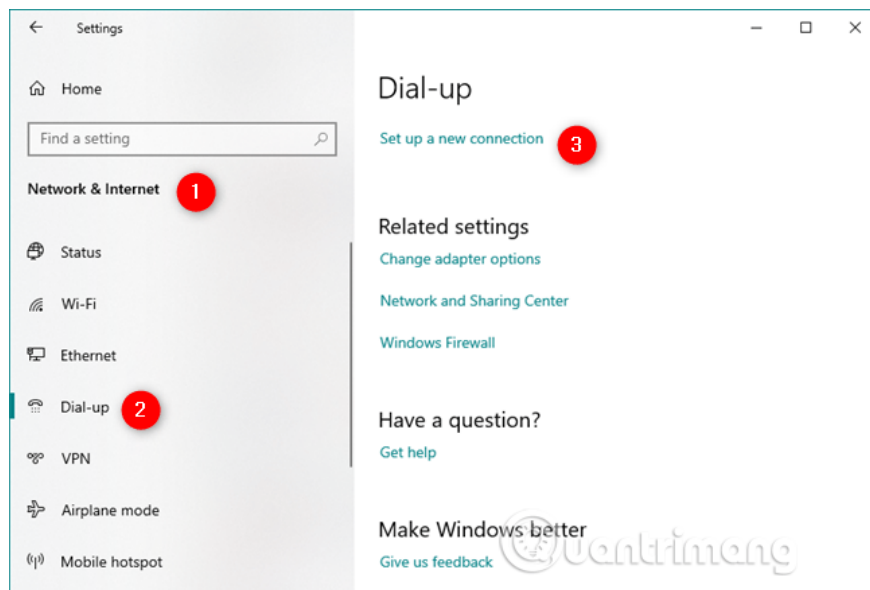 Settings
Home
Find a setting
Network & Internet
1
Status
Wi-Fi
Ethernet
Dial-up
2
VPN
Airplane mode
Mobile hotspot
Dial-up
Set up a new connection
3
Related settings
Change adapter options
Network and Sharing Center
Windows Firewall
Have a question?
Get help
Make Windows better
Give us feedback
Quantrimang